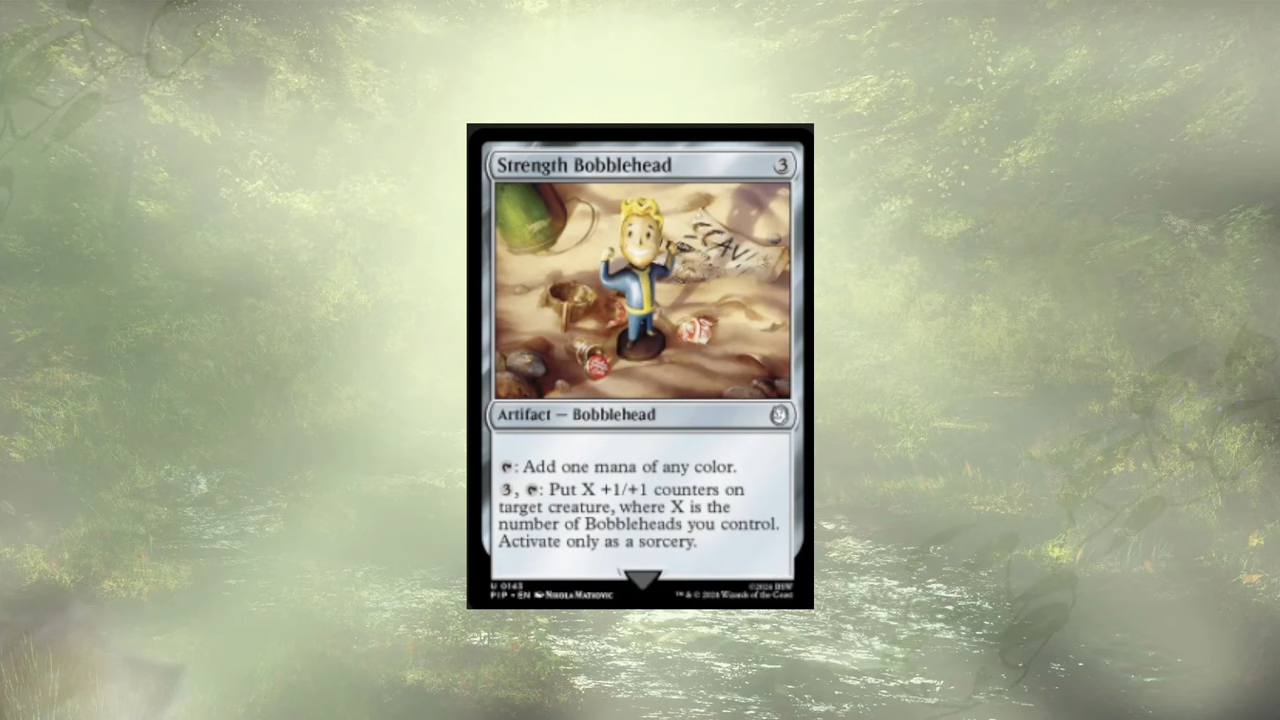 Strength Bobblehead 3
SCAV!
Artifact — Bobblehead
: Add one mana of any color.
3, : Put X +1/+1 counters on
target creature, where X is the
number of Bobbleheads you control.
Activate only as a sorcery.
U 0143
PIP • EN NIKOLA MATKOVIC
©2024 BSW
™ & © 2024 Wizards of the Coast